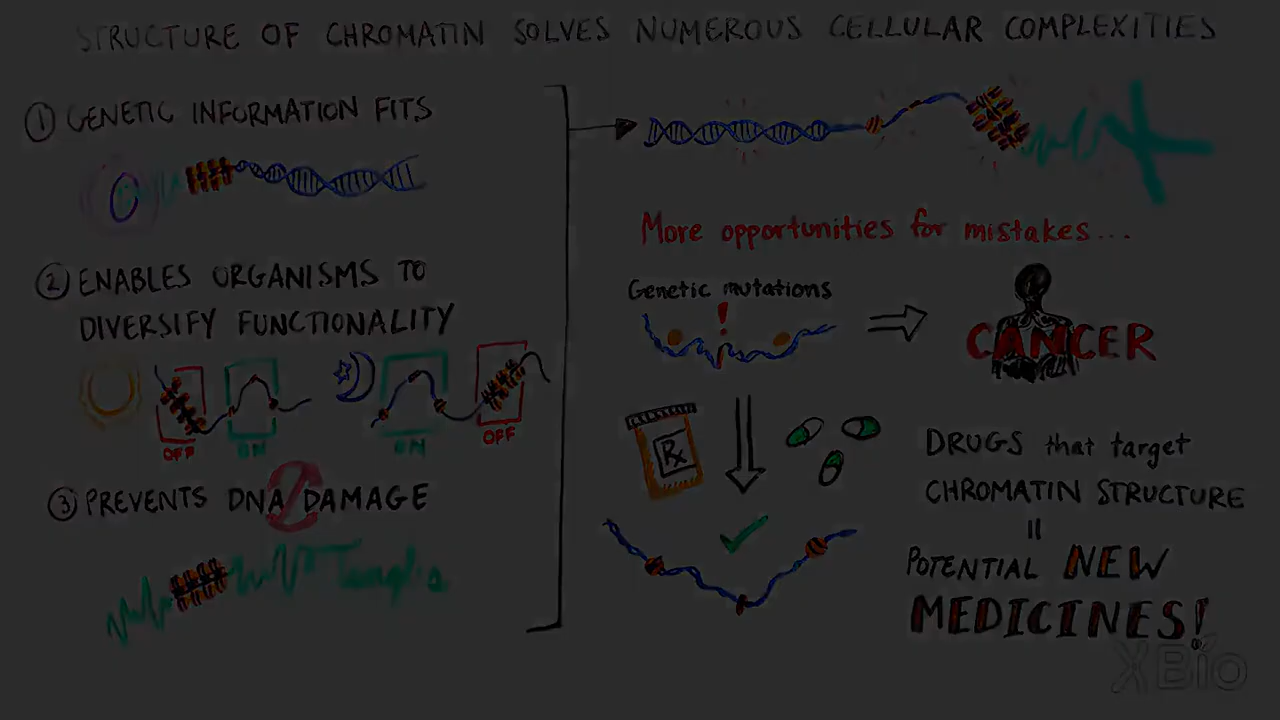 STRUCTURE OF CHROMATIN SOLVES NUMEROUS CELLULAR COMPLEXITIES
① GENETIC INFORMATION FITS
② ENABLES ORGANISMS TO
DIVERSIFY FUNCTIONALITY
OFF
ON
ON
OFF
③ PREVENTS DNA DAMAGE
Tangles
More opportunities for mistakes...
Genetic mutations
!
CANCER
Rx
DRUGS that target
CHROMATIN STRUCTURE
=
POTENTIAL NEW
MEDICINES!
XBio